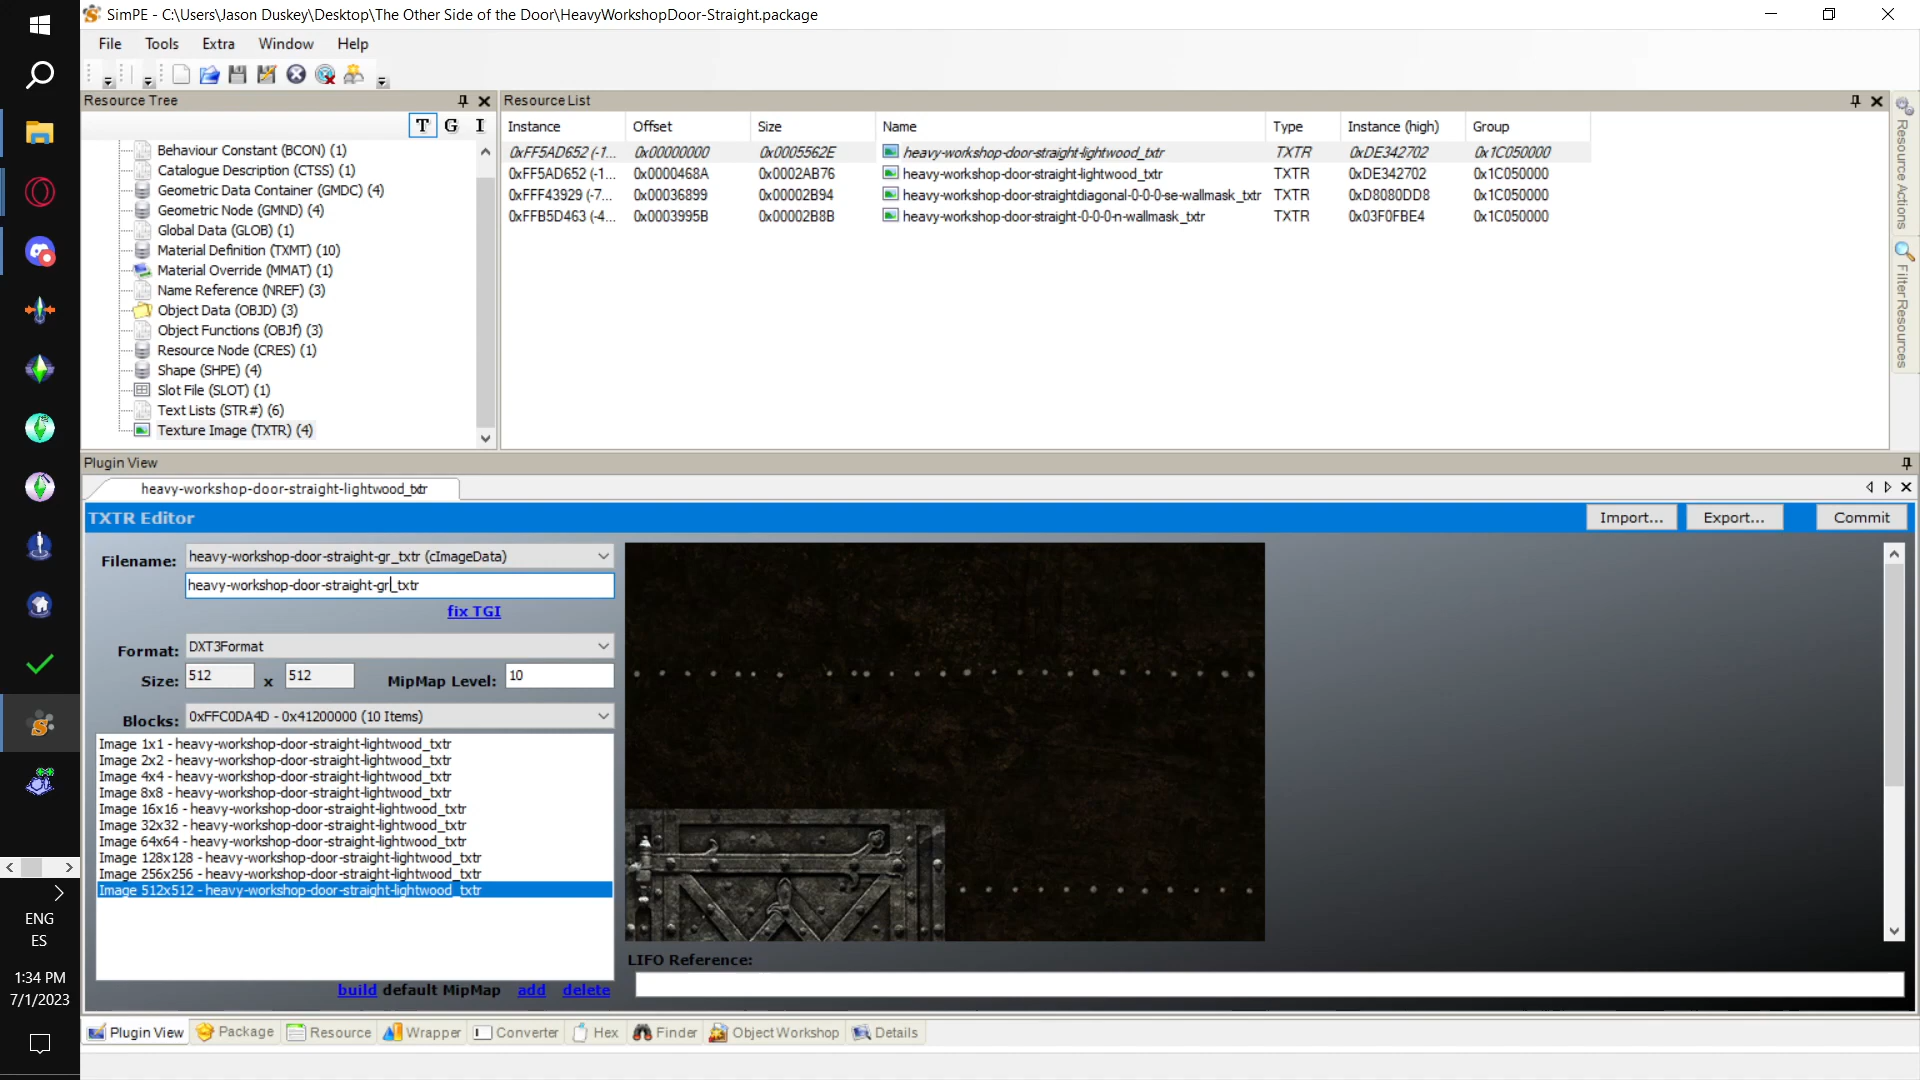 SimPE - C:\Users\Jason Duskey\Desktop\The Other Side of the Door\HeavyWorkshopDoor-Straight.package
File Tools Extra Window Help
Resource Tree
T G I
Behaviour Constant (BCON) (1)
Catalogue Description (CTSS) (1)
Geometric Data Container (GMDC) (4)
Geometric Node (GMND) (4)
Global Data (GLOB) (1)
Material Definition (TXMT) (10)
Material Override (MMAT) (1)
Name Reference (NREF) (3)
Object Data (OBJD) (3)
Object Functions (OBJf) (3)
Resource Node (CRES) (1)
Shape (SHPE) (4)
Slot File (SLOT) (1)
Text Lists (STR#) (6)
Texture Image (TXTR) (4)
Resource List
Instance Offset Size Name Type Instance (high) Group
0xFF5AD652 (-1... 0x00000000 0x0005562E heavy-workshop-door-straight-lightwood_txtr TXTR 0xDE342702 0x1C050000
0xFF5AD652 (-1... 0x0000468A 0x0002AB76 heavy-workshop-door-straight-lightwood_txtr TXTR 0xDE342702 0x1C050000
0xFFF43929 (-7... 0x00036899 0x00002B94 heavy-workshop-door-straightdiagonal-0-0-0-se-wallmask_txtr TXTR 0xD8080DD8 0x1C050000
0xFFB5D463 (-4... 0x0003995B 0x00002B8B heavy-workshop-door-straight-0-0-0-n-wallmask_txtr TXTR 0x03F0FBE4 0x1C050000
Resource Actions
Filter Resources
Plugin View
heavy-workshop-door-straight-lightwood_txtr
TXTR Editor
Import... Export... Commit
Filename: heavy-workshop-door-straight-gr_txtr (cImageData)
heavy-workshop-door-straight-gr_txtr
fix TGI
Format: DXT3Format
Size: 512 x 512 MipMap Level: 10
Blocks: 0xFFC0DA4D - 0x41200000 (10 Items)
Image 1x1 - heavy-workshop-door-straight-lightwood_txtr
Image 2x2 - heavy-workshop-door-straight-lightwood_txtr
Image 4x4 - heavy-workshop-door-straight-lightwood_txtr
Image 8x8 - heavy-workshop-door-straight-lightwood_txtr
Image 16x16 - heavy-workshop-door-straight-lightwood_txtr
Image 32x32 - heavy-workshop-door-straight-lightwood_txtr
Image 64x64 - heavy-workshop-door-straight-lightwood_txtr
Image 128x128 - heavy-workshop-door-straight-lightwood_txtr
Image 256x256 - heavy-workshop-door-straight-lightwood_txtr
Image 512x512 - heavy-workshop-door-straight-lightwood_txtr
build default MipMap add delete
LIFO Reference:
Plugin View Package Resource Wrapper Converter Hex Finder Object Workshop Details
ENG
ES
1:34 PM
7/1/2023